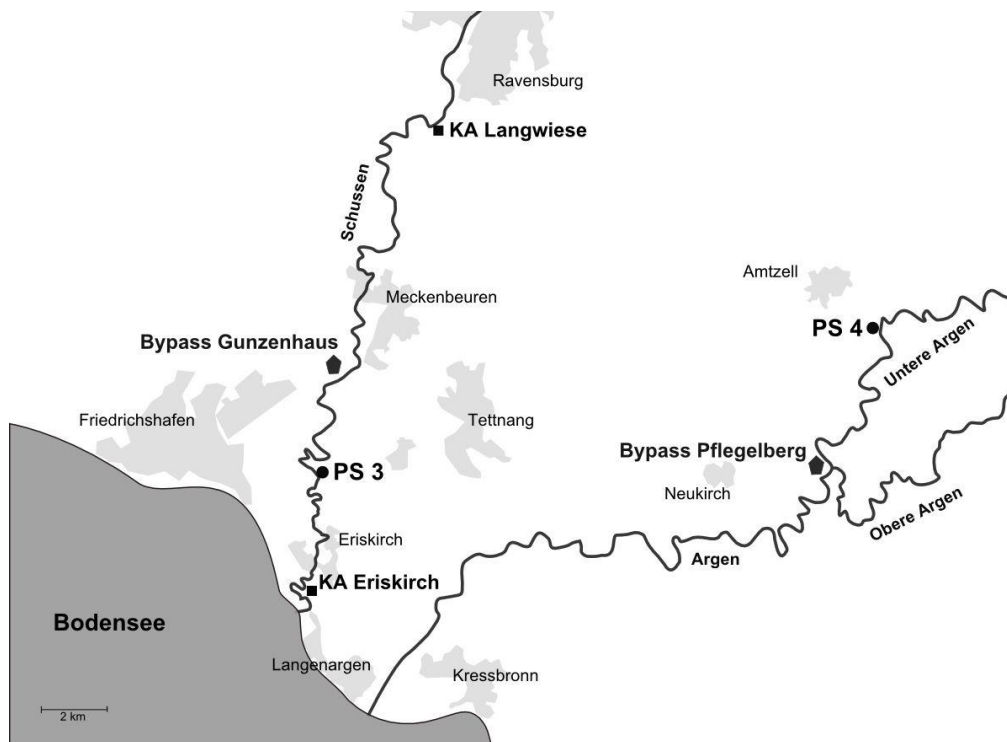 Ravensburg
KA Langwiese
Schussen
Amtzell
Meckenbeuren
PS 4
Untere Argen
Bypass Gunzenhaus
Friedrichshafen
Tettnang
Bypass Pflegelberg
PS 3
Neukirch
Obere Argen
Eriskirch
Argen
KA Eriskirch
Bodensee
Langenargen
Kressbronn
2 km